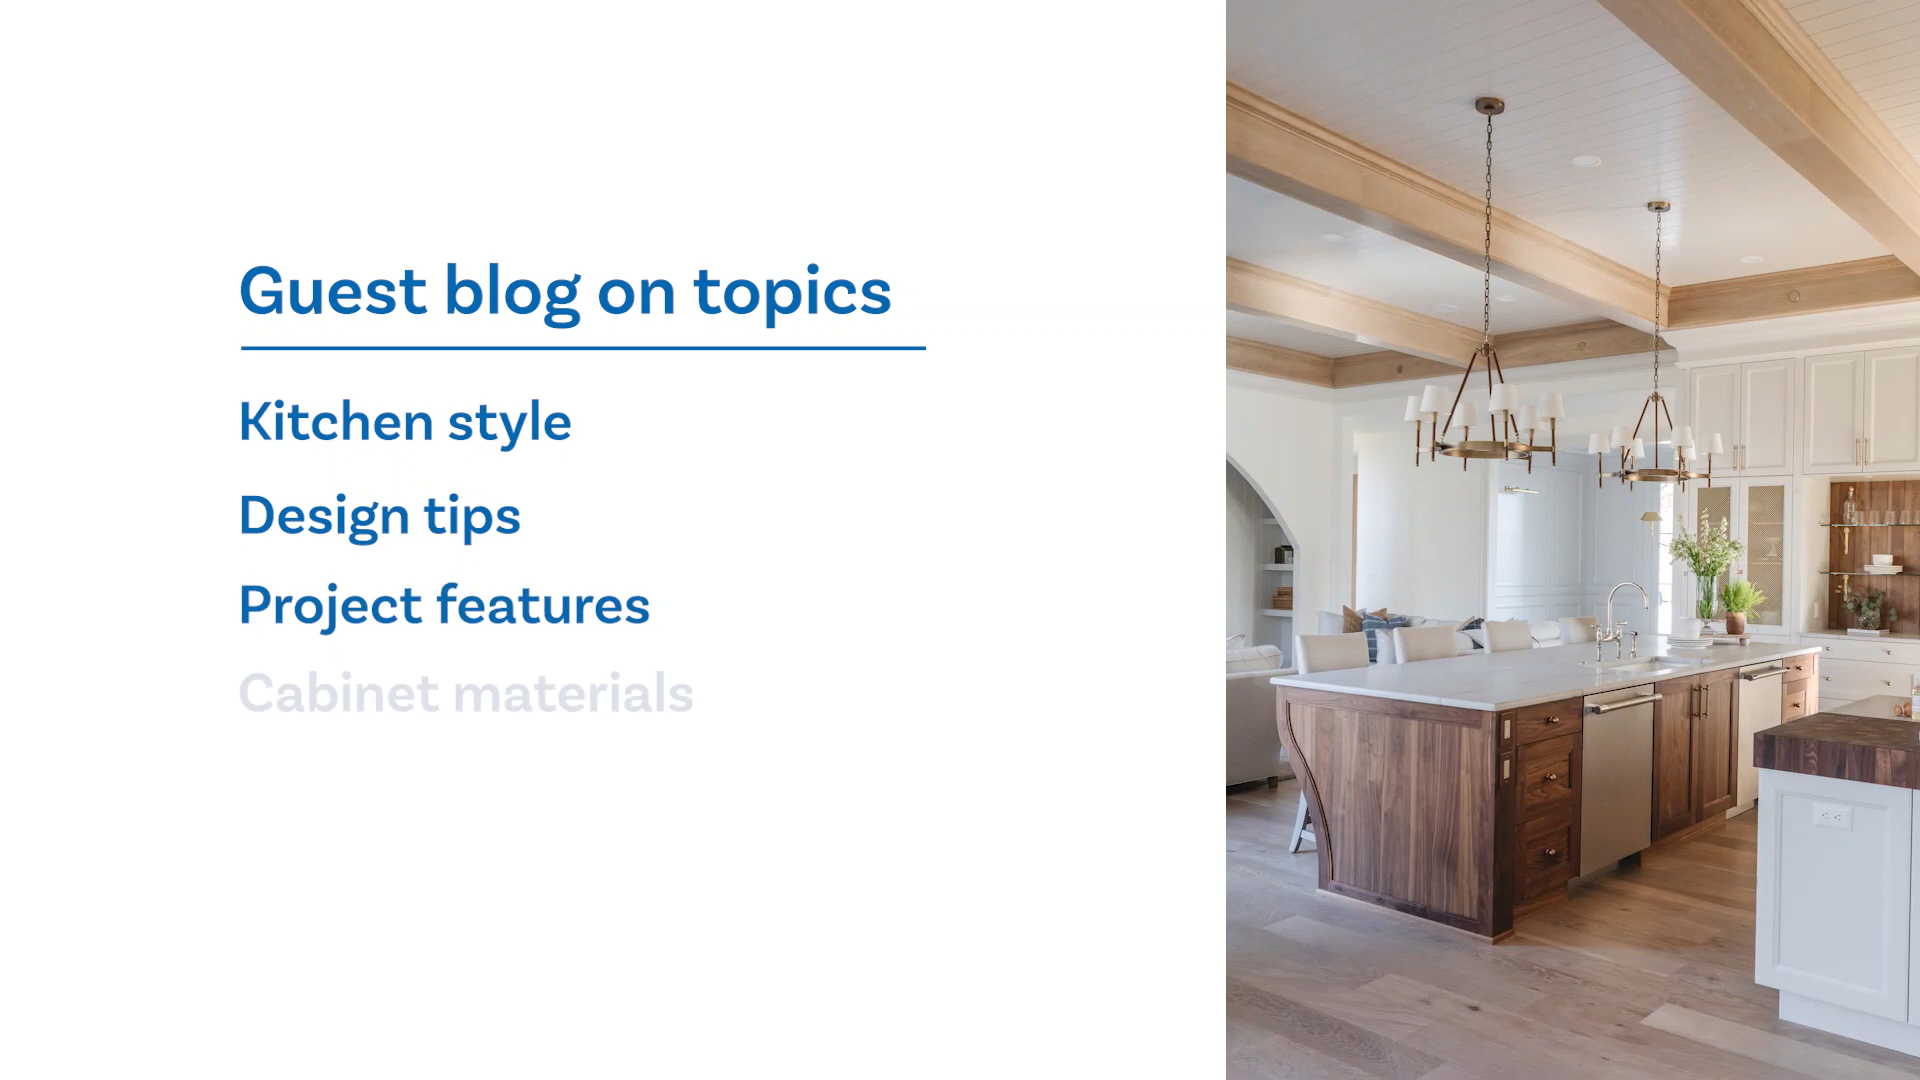 Guest blog on topics
Kitchen style
Design tips
Project features
Cabinet materials